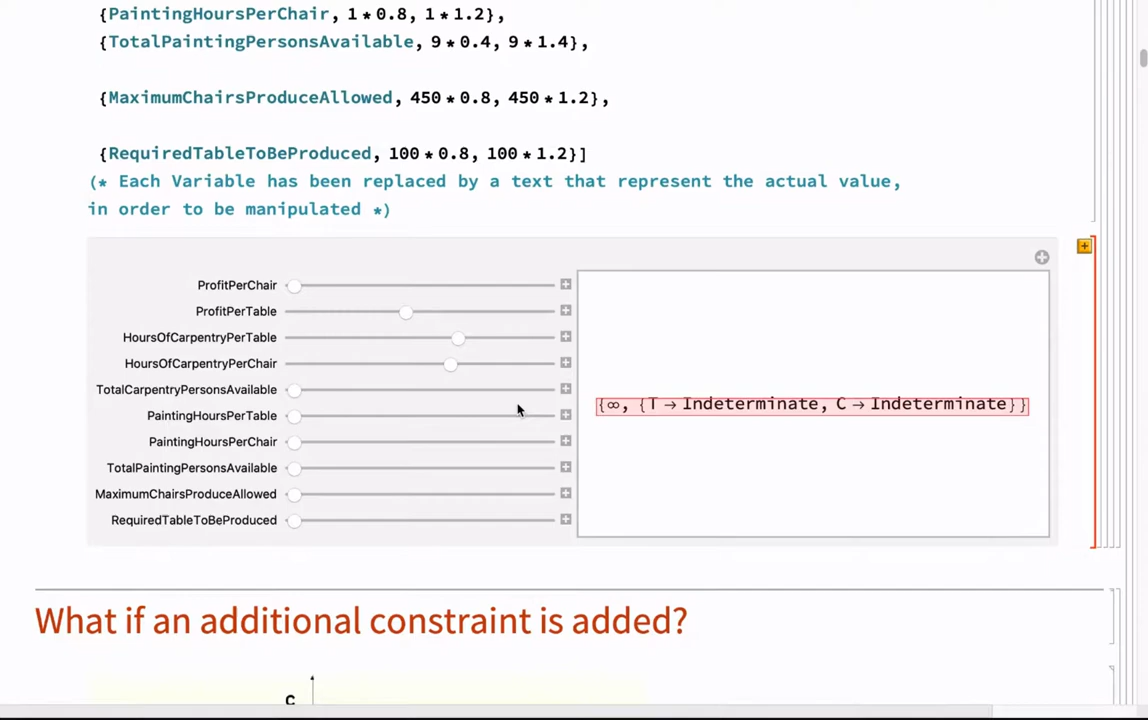 {PaintingHoursPerChair, 1*0.8, 1*1.2},
{TotalPaintingPersonsAvailable, 9*0.4, 9*1.4},
{MaximumChairsProduceAllowed, 450*0.8, 450*1.2},
{RequiredTableToBeProduced, 100*0.8, 100*1.2}]
(* Each Variable has been replaced by a text that represent the actual value,
in order to be manipulated *)
ProfitPerChair
ProfitPerTable
HoursOfCarpentryPerTable
HoursOfCarpentryPerChair
TotalCarpentryPersonsAvailable
PaintingHoursPerTable
PaintingHoursPerChair
TotalPaintingPersonsAvailable
MaximumChairsProduceAllowed
RequiredTableToBeProduced
{∞, {T → Indeterminate, C → Indeterminate}}
What if an additional constraint is added?
C